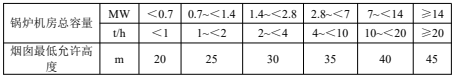 锅炉机房总容量 MW ＜0.7 0.7~＜1.4 1.4~＜2.8 2.8~＜7 7~＜14 ≥14
t/h ＜1 1~＜2 2~＜4 4~＜10 10~＜20 ≥20
烟囱最低允许高
度 m 20 25 30 35 40 45